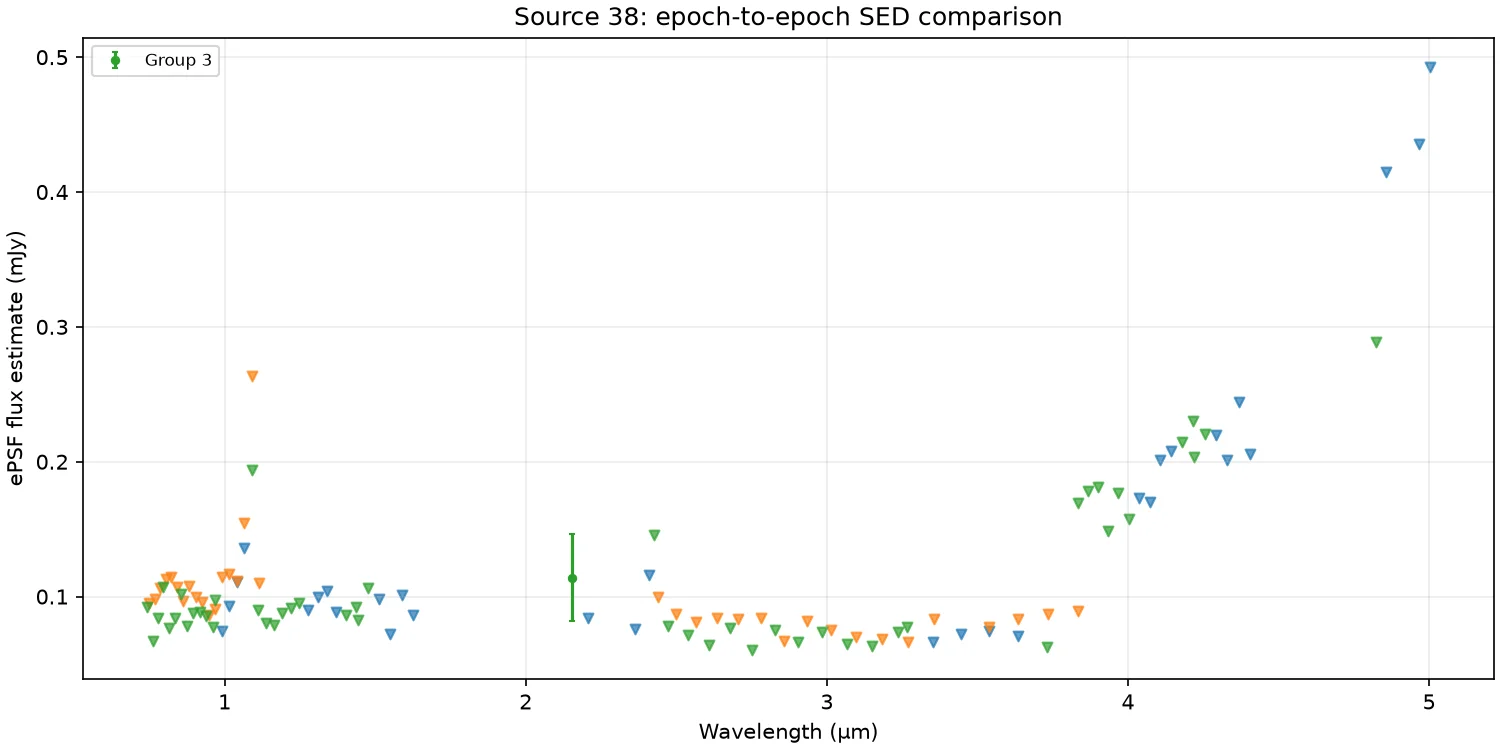 Source 38: epoch-to-epoch SED comparison
Group 3
ePSF flux estimate (mJy)
0.5
0.4
0.3
0.2
0.1
1 2 3 4 5
Wavelength (μm)